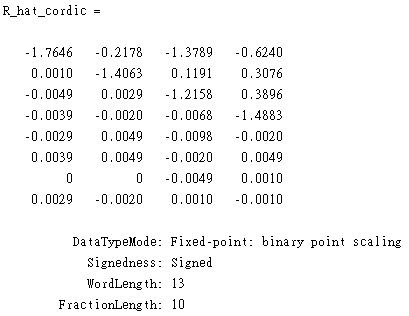 R_hat_cordic =
-1.7646 -0.2178 -1.3789 -0.6240
0.0010 -1.4063 0.1191 0.3076
-0.0049 0.0029 -1.2158 0.3896
-0.0039 -0.0020 -0.0068 -1.4883
-0.0029 0.0049 -0.0098 -0.0020
0.0039 0.0049 -0.0020 0.0049
0 0 -0.0049 0.0010
0.0029 -0.0020 0.0010 -0.0010
DataTypeMode: Fixed-point: binary point scaling
Signedness: Signed
WordLength: 13
FractionLength: 10